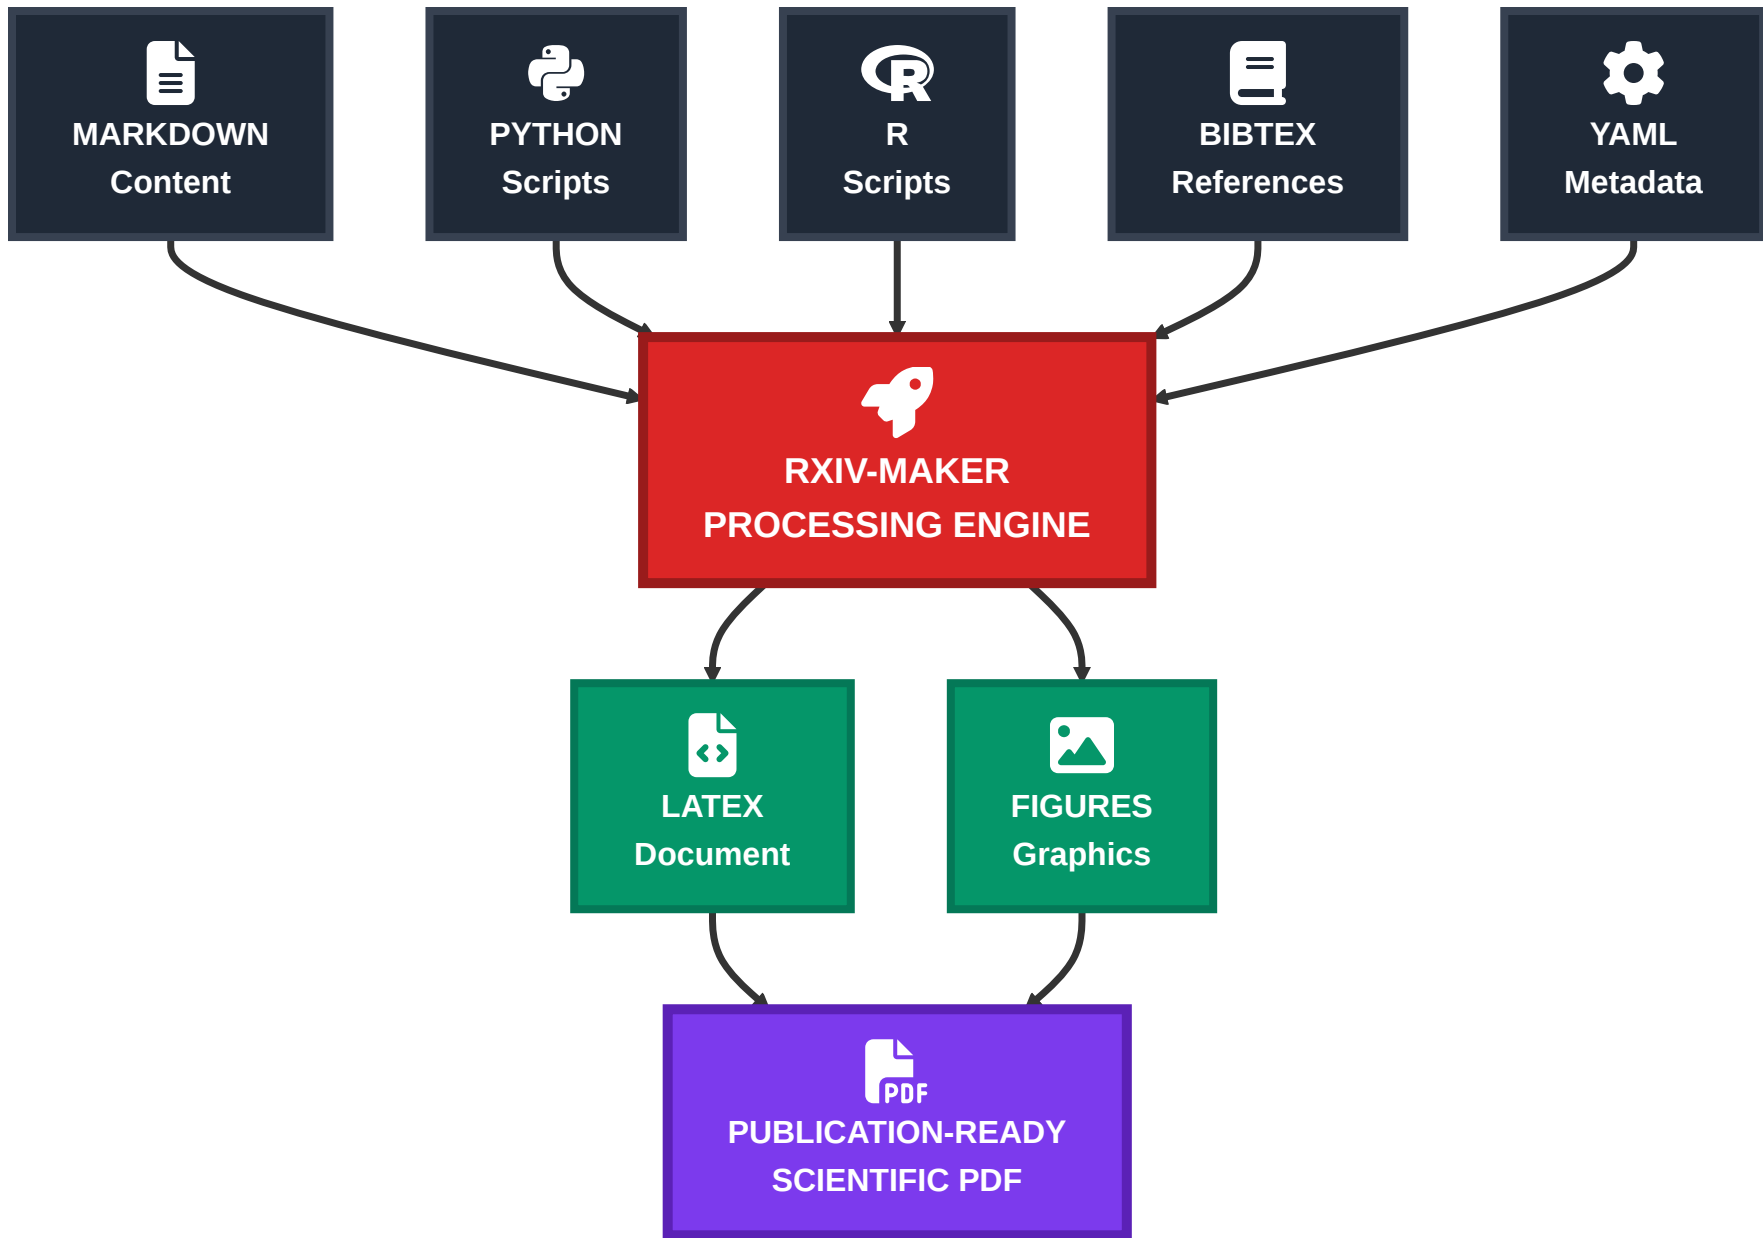 MARKDOWN
Content
PYTHON
Scripts
R
Scripts
BIBTEX
References
YAML
Metadata
RXIV-MAKER
PROCESSING ENGINE
LATEX
Document
FIGURES
Graphics
PDF
PUBLICATION-READY
SCIENTIFIC PDF